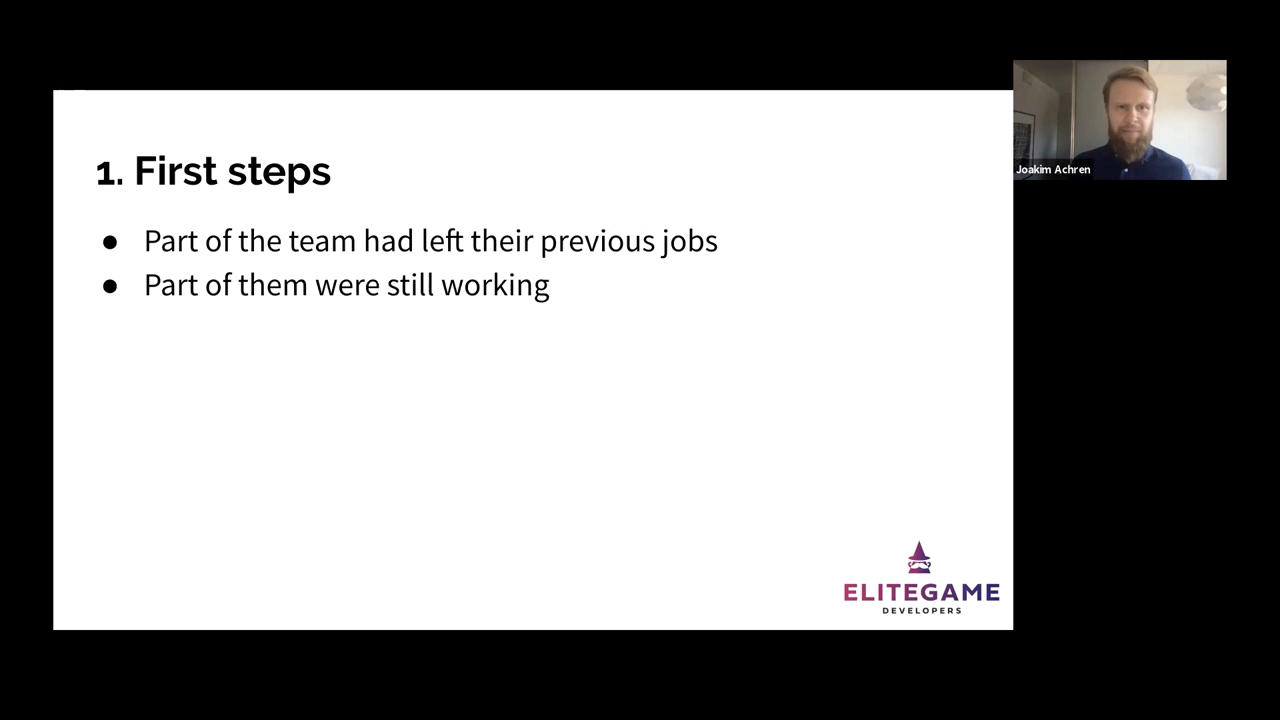 1. First steps
● Part of the team had left their previous jobs
● Part of them were still working
Joakim Achren
ELITEGAME
DEVELOPERS